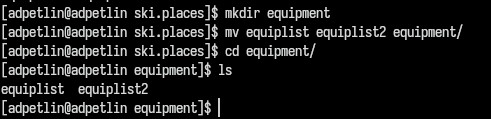 [adpetlin@adpetlin ski.places]$ mkdir equipment
[adpetlin@adpetlin ski.places]$ mv equiplist equiplist2 equipment/
[adpetlin@adpetlin ski.places]$ cd equipment/
[adpetlin@adpetlin equipment]$ ls
equiplist  equiplist2
[adpetlin@adpetlin equipment]$